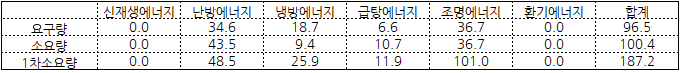 신재생에너지 난방에너지 냉방에너지 급탕에너지 조명에너지 환기에너지 합계
요구량 0.0 34.6 18.7 6.6 36.7 0.0 96.5
소요량 0.0 43.5 9.4 10.7 36.7 0.0 100.4
1차소요량 0.0 48.5 25.9 11.9 101.0 0.0 187.2